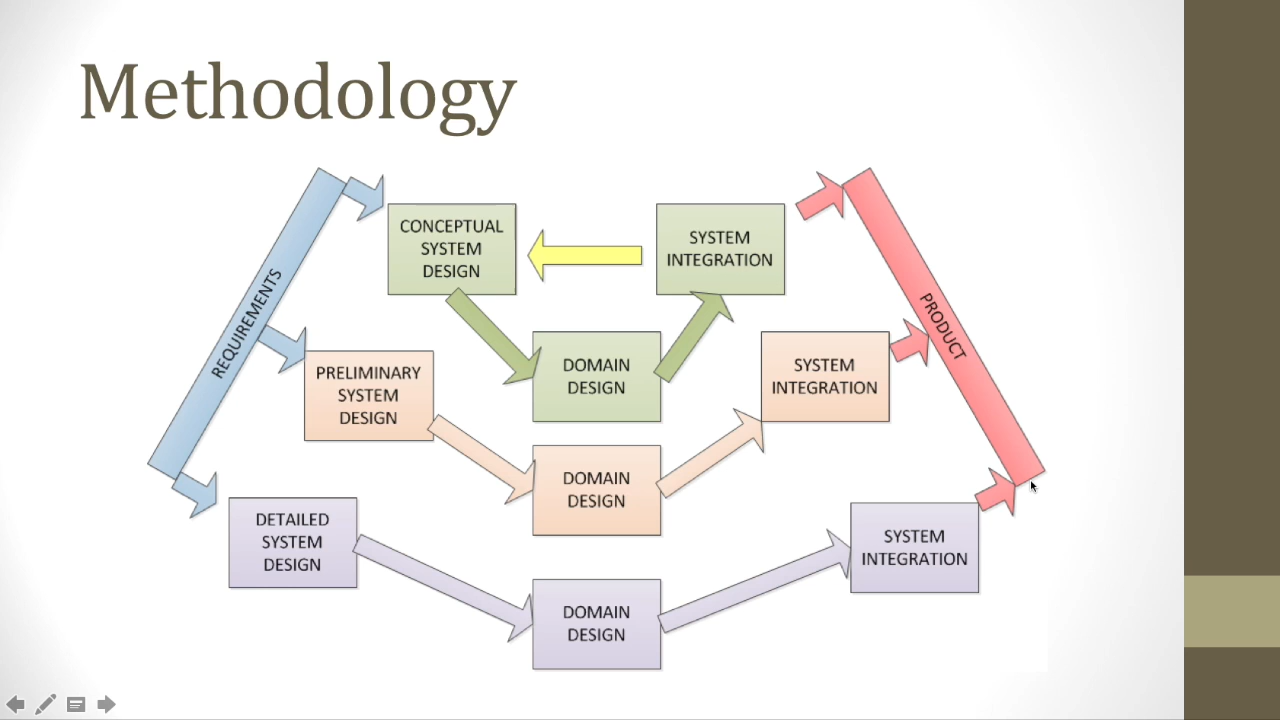 Methodology
REQUIREMENTS
CONCEPTUAL
SYSTEM
DESIGN
SYSTEM
INTEGRATION
PRODUCT
DOMAIN
DESIGN
PRELIMINARY
SYSTEM
DESIGN
SYSTEM
INTEGRATION
DOMAIN
DESIGN
DETAILED
SYSTEM
DESIGN
SYSTEM
INTEGRATION
DOMAIN
DESIGN